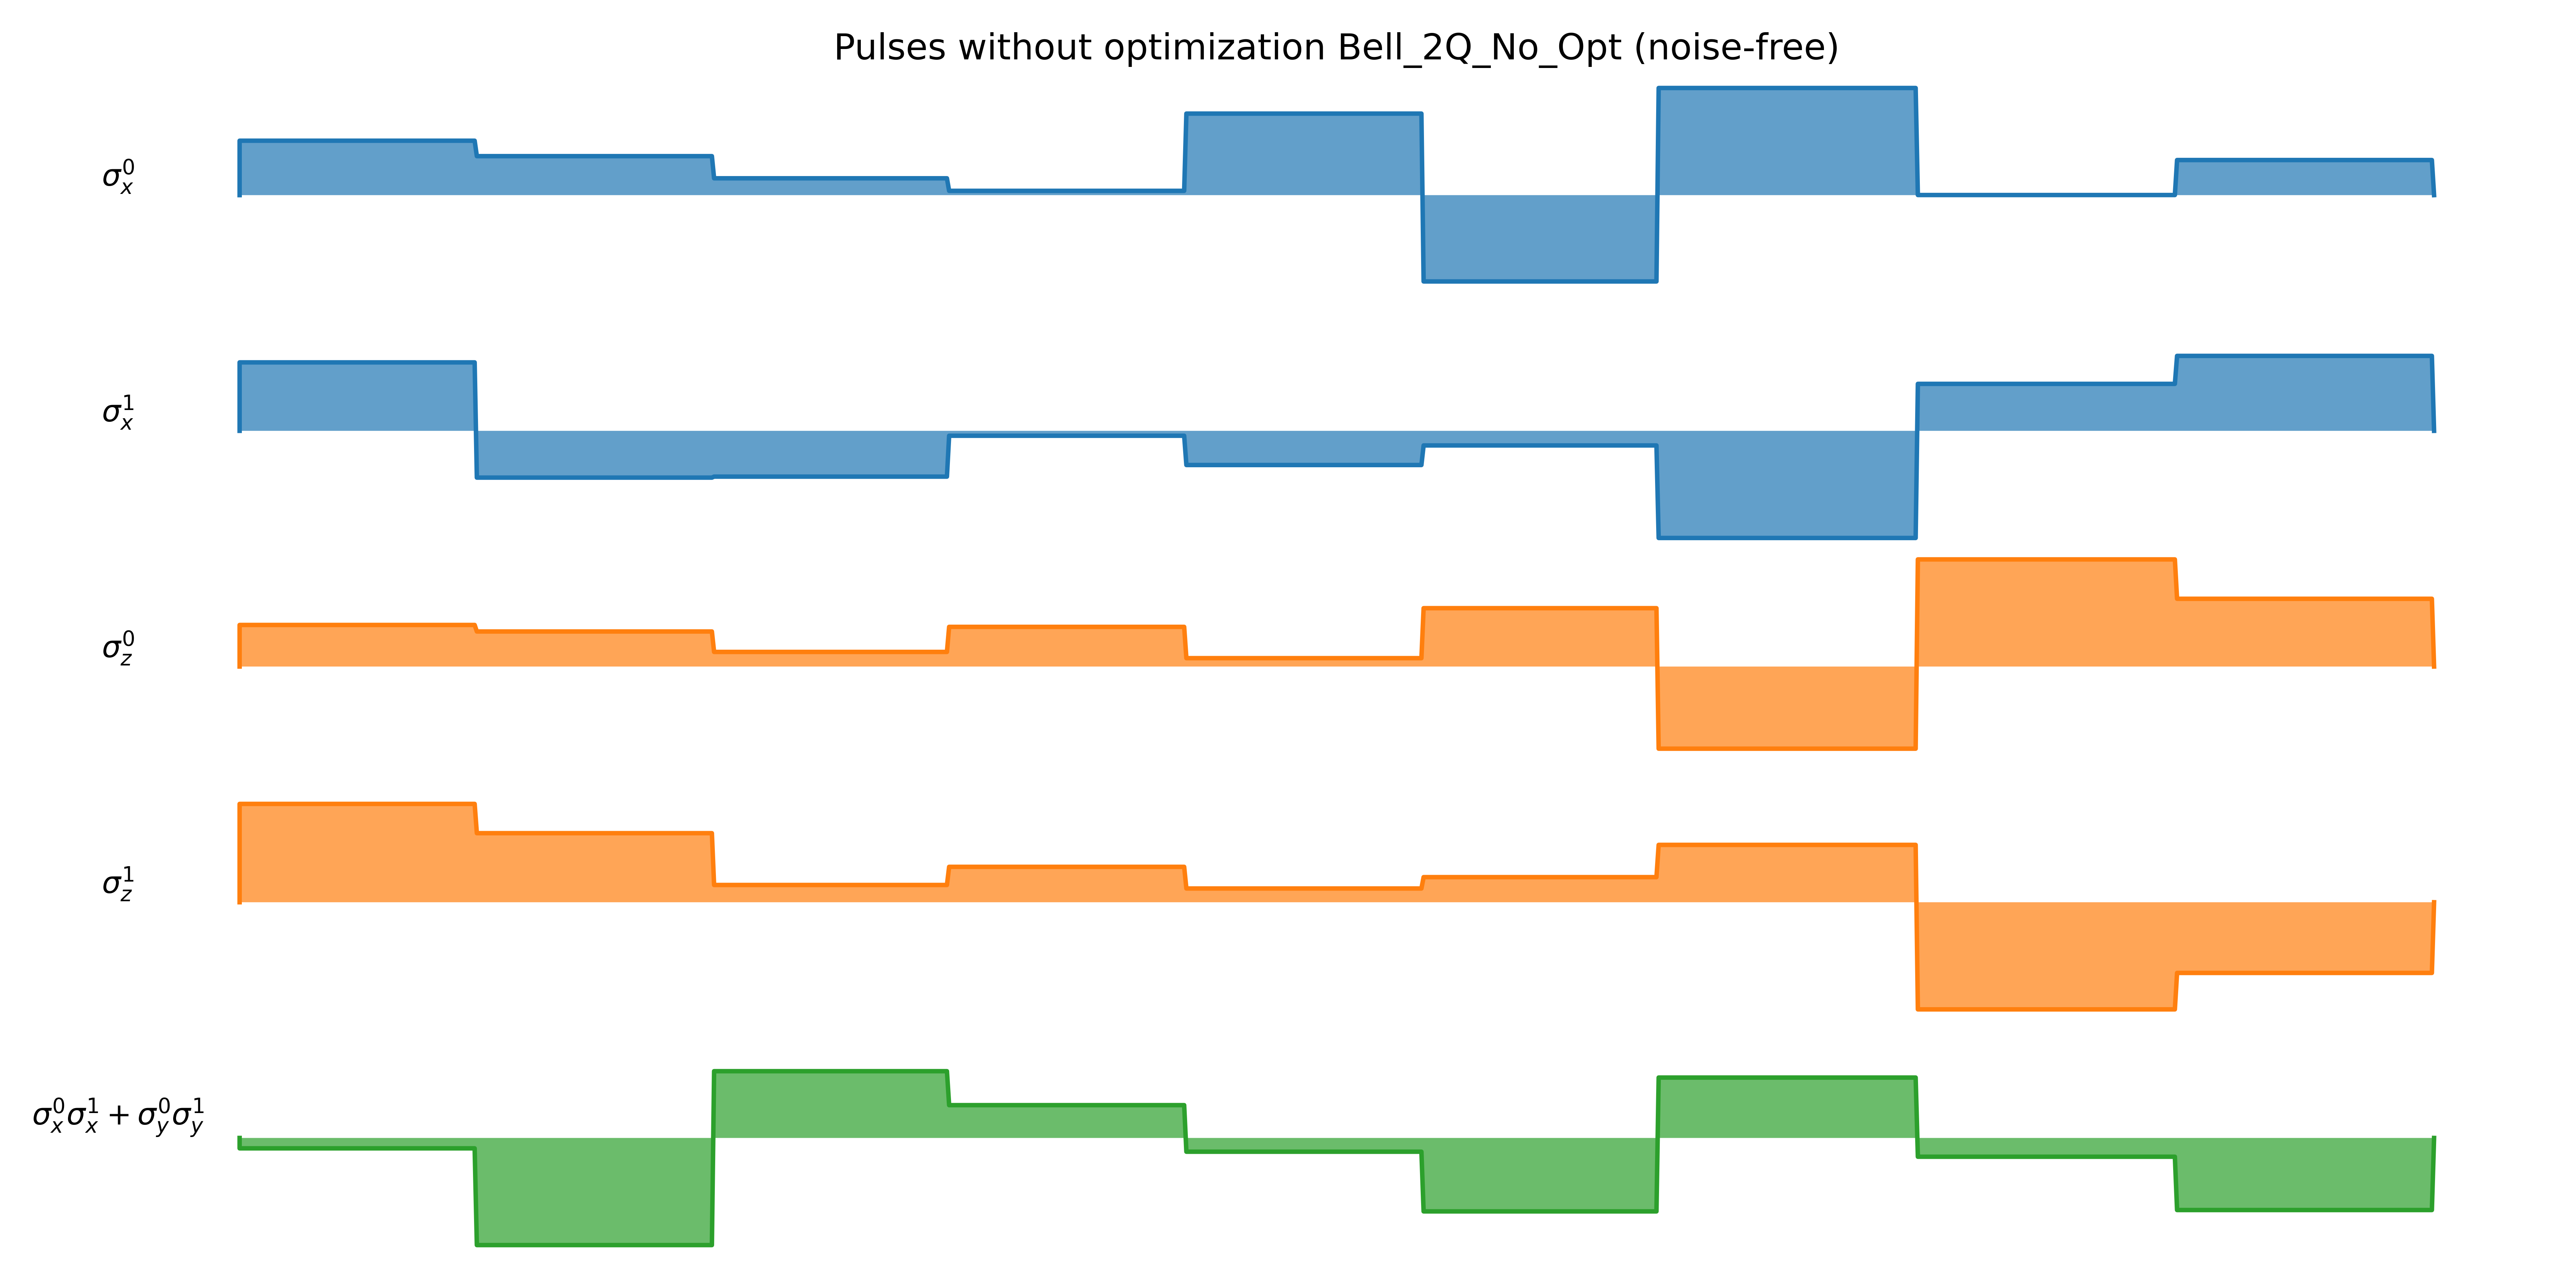 Pulses without optimization Bell_2Q_No_Opt (noise-free)
σ_x^0
σ_x^1
σ_z^0
σ_z^1
σ_x^0σ_x^1 + σ_y^0σ_y^1